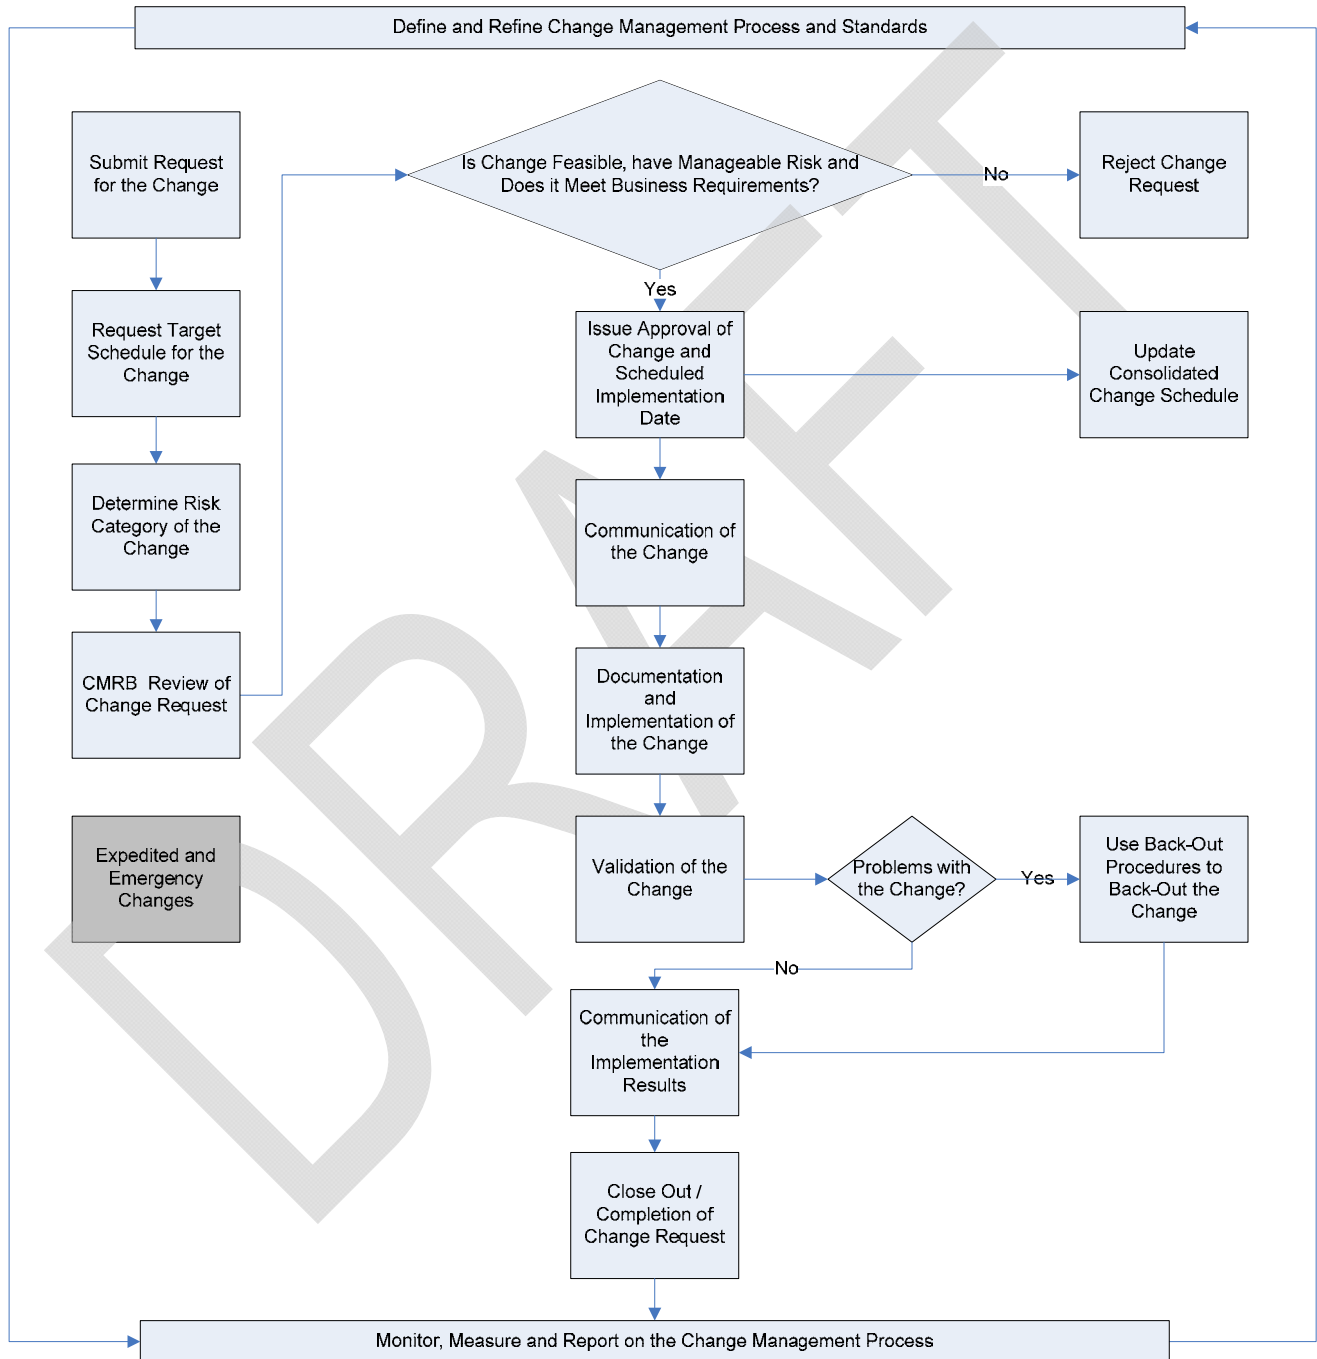 Define and Refine Change Management Process and Standards
Submit Request
for the Change
Request Target
Schedule for the
Change
Determine Risk
Category of the
Change
CMRB Review of
Change Request
Expedited and
Emergency
Changes
Is Change Feasible, have Manageable Risk and
Does it Meet Business Requirements?
No
Reject Change
Request
Yes
Issue Approval of
Change and
Scheduled
Implementation
Date
Update
Consolidated
Change Schedule
Communication of
the Change
Documentation
and
Implementation of
the Change
Validation of the
Change
Problems with
the Change?
Yes
Use Back-Out
Procedures to
Back-Out the
Change
No
Communication of
the
Implementation
Results
Close Out /
Completion of
Change Request
Monitor, Measure and Report on the Change Management Process
DRAFT